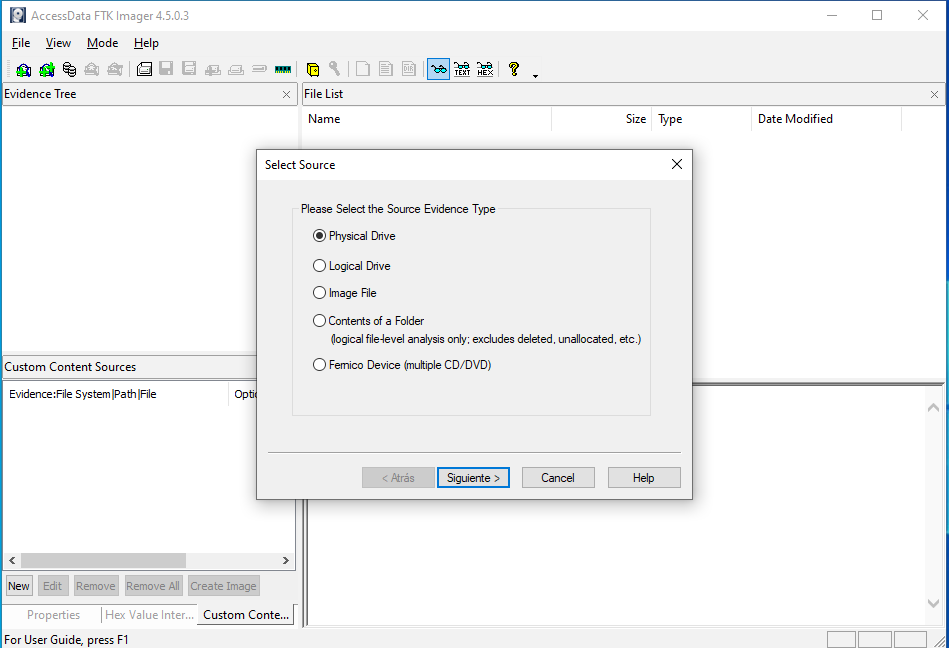 AccessData FTK Imager 4.5.0.3
File View Mode Help
TEXT HEX
Evidence Tree
File List
Name Size Type Date Modified
Select Source
Please Select the Source Evidence Type
Physical Drive
Logical Drive
Image File
Contents of a Folder
(logical file-level analysis only; excludes deleted, unallocated, etc.)
Fernico Device (multiple CD/DVD)
< Atrás Siguiente > Cancel Help
Custom Content Sources
Evidence:File System|Path|File Optio
New Edit Remove Remove All Create Image
Properties Hex Value Inter... Custom Conte...
For User Guide, press F1